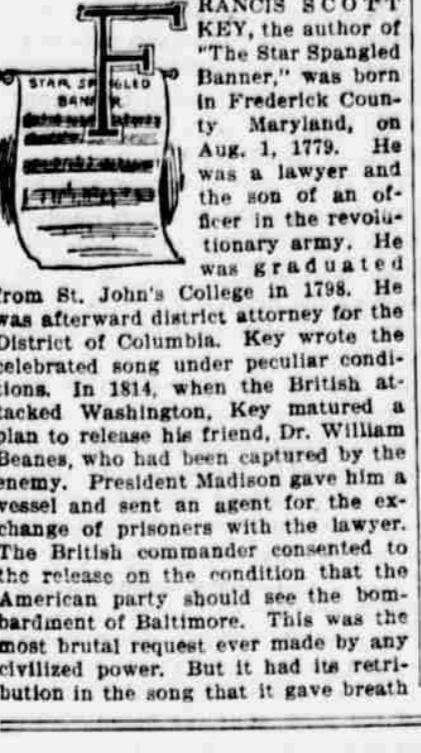 FRANCIS SCOTT
KEY, the author of
"The Star Spangled
Banner," was born
in Frederick Coun-
ty Maryland, on
Aug. 1, 1779. He
was a lawyer and
the son of an of-
ficer in the revolu-
tionary army. He
was graduated
from St. John's College in 1798. He
was afterward district attorney for the
District of Columbia. Key wrote the
celebrated song under peculiar condi-
tions. In 1814, when the British at-
tacked Washington, Key matured a
plan to release his friend, Dr. William
Beanes, who had been captured by the
enemy. President Madison gave him a
vessel and sent an agent for the ex-
change of prisoners with the lawyer.
The British commander consented to
the release on the condition that the
American party should see the bom-
bardment of Baltimore. This was the
most brutal request ever made by any
civilized power. But it had its retri-
bution in the song that it gave breath
STAR SPANGLED
BANNER